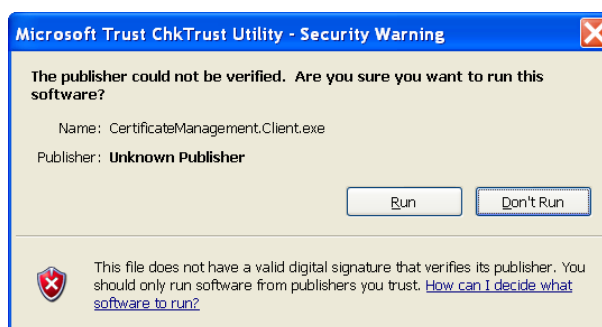 Microsoft Trust ChkTrust Utility - Security Warning
The publisher could not be verified.  Are you sure you want to run this
software?
Name: CertificateManagement.Client.exe
Publisher: Unknown Publisher
Run Don't Run
This file does not have a valid digital signature that verifies its publisher. You
should only run software from publishers you trust. How can I decide what
software to run?